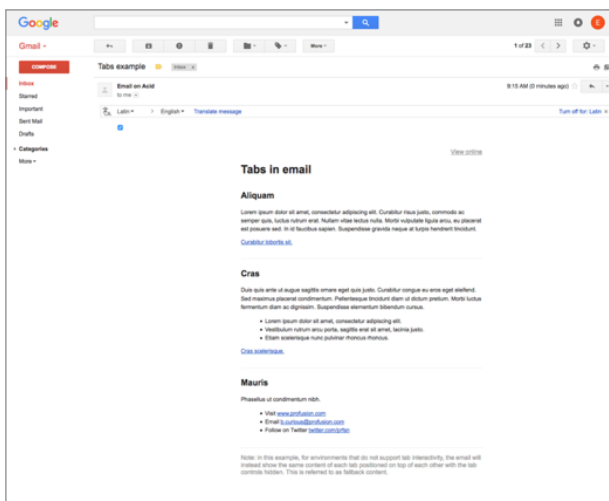 Google
E
Gmail
More
1 of 23
COMPOSE
Tabs example
Inbox x
Inbox
Starred
Important
Sent Mail
Drafts
Categories
More
Email on Acid
to me
9:15 AM (0 minutes ago)
Latin > English Translate message
Turn off for: Latin x
View online
Tabs in email
Aliquam
Lorem ipsum dolor sit amet, consectetur adipiscing elit. Curabitur risus justo, commodo ac
semper quis, luctus rutrum erat. Nullam vitae lectus nulla. Morbi vulputate ligula arcu, eu placerat
est posuere sed. In id faucibus sapien. Suspendisse gravida neque at turpis hendrerit tincidunt.
Curabitur lobortis sit.
Cras
Duis quis ante ut augue sagittis ornare eget quis justo. Curabitur congue eu eros eget eleifend.
Sed maximus placerat condimentum. Pellentesque tincidunt diam ut dictum pretium. Morbi luctus
fermentum diam ac dignissim. Suspendisse elementum bibendum cursus.
• Lorem ipsum dolor sit amet, consectetur adipiscing elit.
• Vestibulum rutrum arcu porta, sagittis erat sit amet, lacinia justo.
• Etiam scelerisque nunc pulvinar rhoncus rhoncus.
Cras scelerisque.
Mauris
Phasellus ut condimentum nibh.
• Visit www.profusion.com
• Email b.curious@profusion.com
• Follow on Twitter twitter.com/prfsn
Note: in this example, for environments that do not support tab interactivity, the email will
instead show the same content of each tab positioned on top of each other with the tab
controls hidden. This is referred to as fallback content.